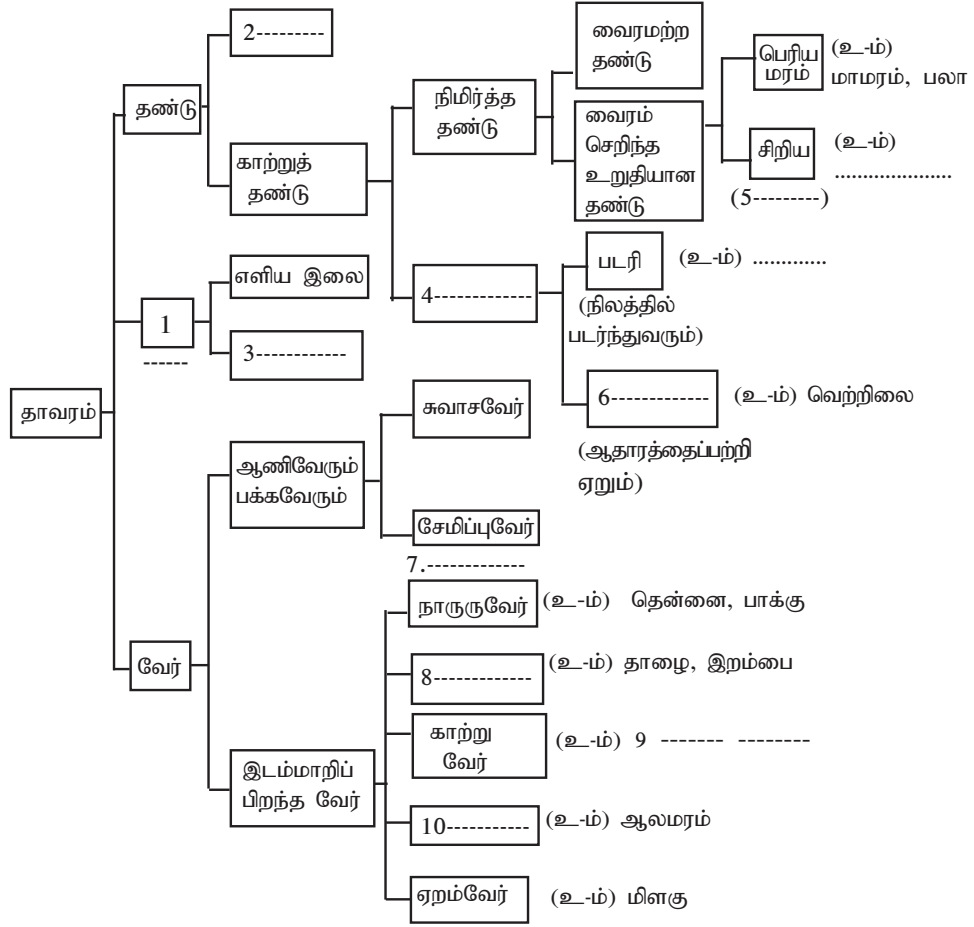 2---------
வைரமற்ற
தண்டு
பெரிய
மரம்
(உ-ம்)
மாமரம், பலா
தண்டு
நிமிர்த்த
தண்டு
வைரம்
செறிந்த
உறுதியான
தண்டு
சிறிய
(உ-ம்)
.....................
(5---------)
காற்றுத்
தண்டு
படரி
(உ-ம்) .............
(நிலத்தில்
படர்ந்துவரும்)
எளிய இலை
4-------------
1
------
3------------
தாவரம்
6-------------
(உ-ம்) வெற்றிலை
(ஆதாரத்தைப்பற்றி
ஏறும்)
சுவாசவேர்
ஆணிவேரும்
பக்கவேரும்
சேமிப்புவேர்
7.-------------
நாருருவேர்
(உ-ம்) தென்னை, பாக்கு
வேர்
8-------------
(உ-ம்) தாழை, இறம்பை
காற்று
வேர்
(உ-ம்) 9 ------- --------
இடம்மாறிப்
பிறந்த வேர்
10-----------
(உ-ம்) ஆலமரம்
ஏறம்வேர்
(உ-ம்) மிளகு